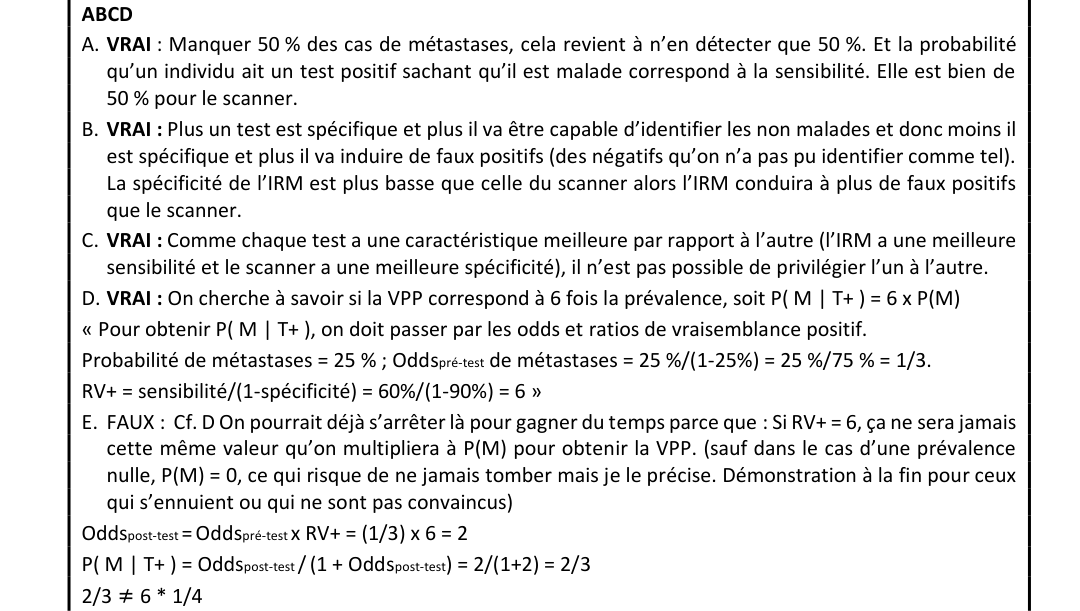 ABCD
A. VRAI : Manquer 50 % des cas de métastases, cela revient à n’en détecter que 50 %. Et la probabilité
qu’un individu ait un test positif sachant qu’il est malade correspond à la sensibilité. Elle est bien de
50 % pour le scanner.
B. VRAI : Plus un test est spécifique et plus il va être capable d’identifier les non malades et donc moins il
est spécifique et plus il va induire de faux positifs (des négatifs qu’on n’a pas pu identifier comme tel).
La spécificité de l’IRM est plus basse que celle du scanner alors l’IRM conduira à plus de faux positifs
que le scanner.
C. VRAI : Comme chaque test a une caractéristique meilleure par rapport à l’autre (l’IRM a une meilleure
sensibilité et le scanner a une meilleure spécificité), il n’est pas possible de privilégier l’un à l’autre.
D. VRAI : On cherche à savoir si la VPP correspond à 6 fois la prévalence, soit P( M | T+ ) = 6 x P(M)
« Pour obtenir P( M | T+ ), on doit passer par les odds et ratios de vraisemblance positif.
Probabilité de métastases = 25 % ; Oddspré-test de métastases = 25 %/(1-25%) = 25 %/75 % = 1/3.
RV+ = sensibilité/(1-spécificité) = 60%/(1-90%) = 6 »
E. FAUX : Cf. D On pourrait déjà s’arrêter là pour gagner du temps parce que : Si RV+ = 6, ça ne sera jamais
cette même valeur qu’on multipliera à P(M) pour obtenir la VPP. (sauf dans le cas d’une prévalence
nulle, P(M) = 0, ce qui risque de ne jamais tomber mais je le précise. Démonstration à la fin pour ceux
qui s’ennuient ou qui ne sont pas convaincus)
Oddspost-test = Oddspré-test x RV+ = (1/3) x 6 = 2
P( M | T+ ) = Oddspost-test / (1 + Oddspost-test) = 2/(1+2) = 2/3
2/3 ≠ 6 * 1/4